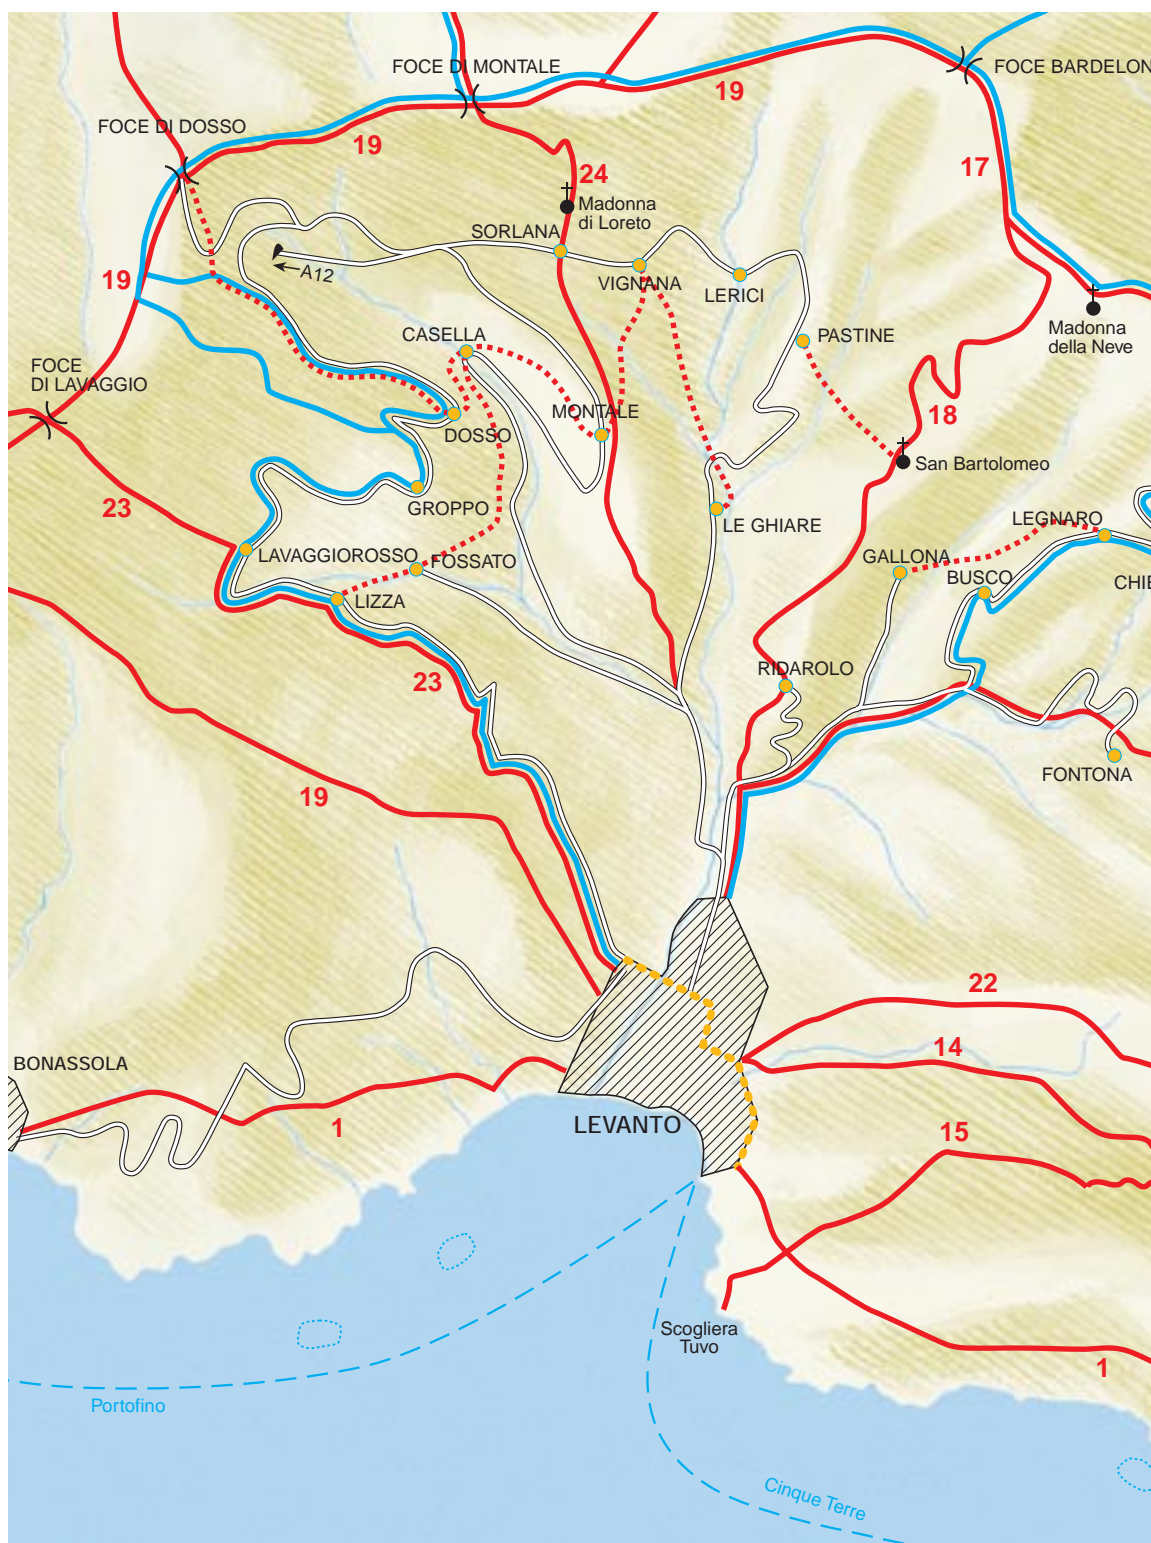 FOCE DI MONTALE
FOCE BARDELON
19
FOCE DI DOSSO
19
17
24
Madonna
di Loreto
SORLANA
A12
VIGNANA
LERICI
19
CASELLA
PASTINE
Madonna
della Neve
FOCE
DI LAVAGGIO
MONTALE
18
DOSSO
San Bartolomeo
23
GROPPO
LE GHIARE
LEGNARO
LAVAGGIOROSSO
FOSSATO
GALLONA
BUSCO
CHIE
LIZZA
23
RIDAROLO
FONTONA
19
22
14
BONASSOLA
1
LEVANTO
15
Scogliera
Tuvo
1
Portofino
Cinque Terre